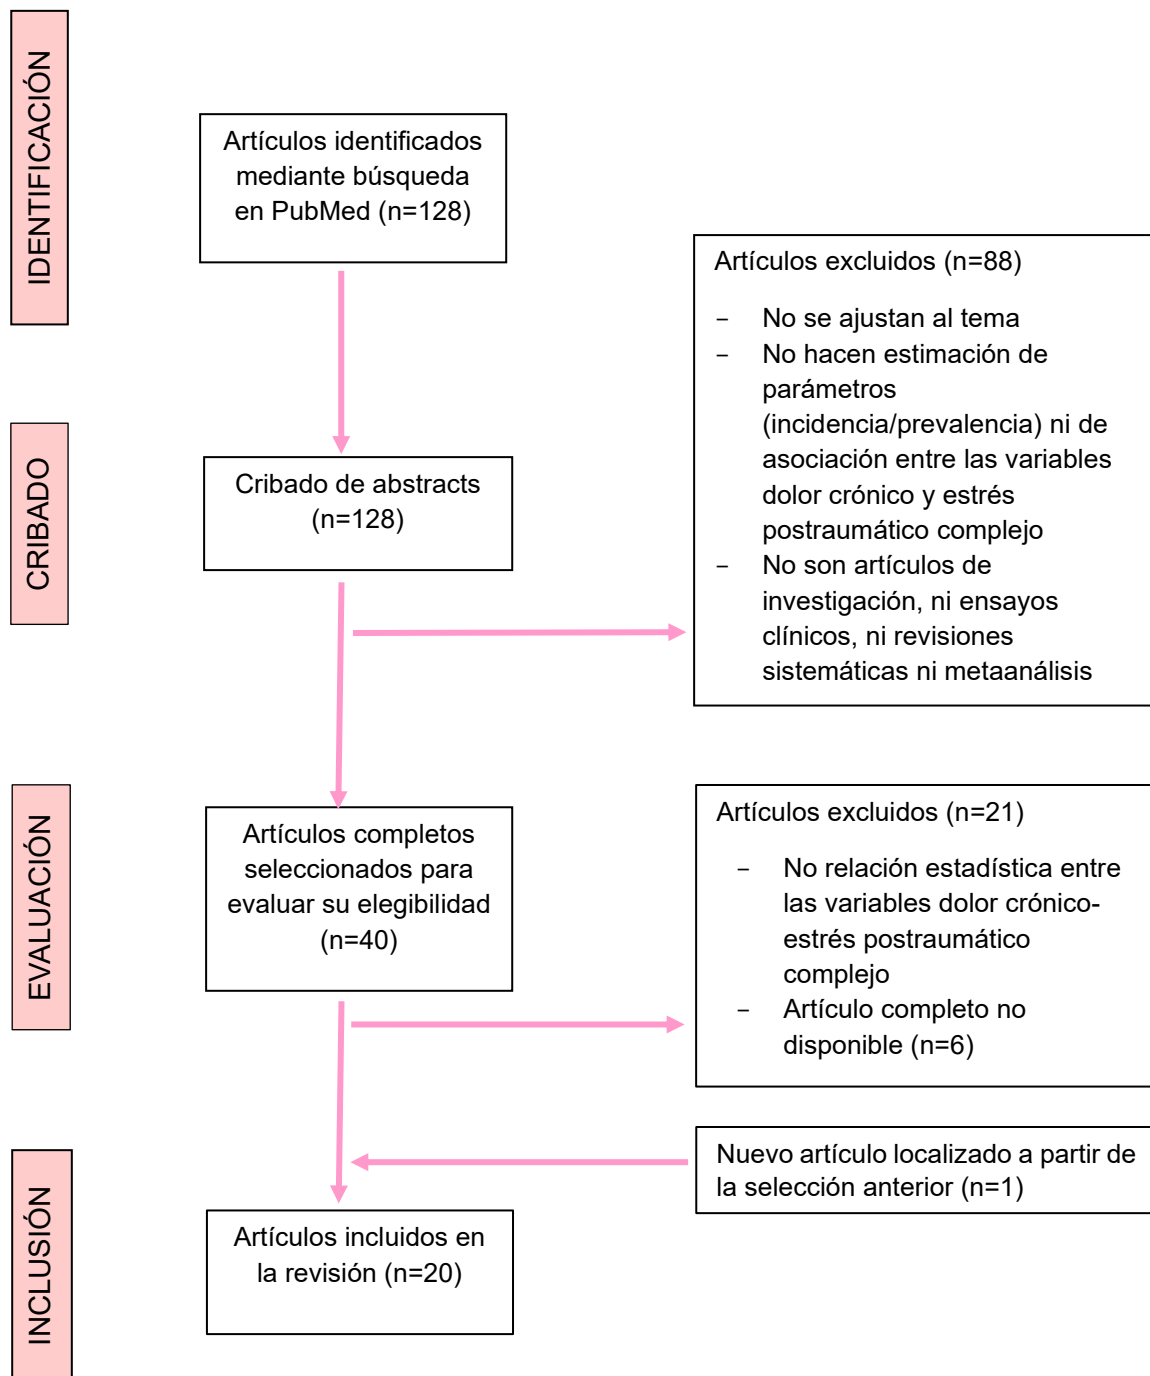 IDENTIFICACIÓN
Artículos identificados
mediante búsqueda
en PubMed (n=128)
CRIBADO
Cribado de abstracts
(n=128)
Artículos excluidos (n=88)
- No se ajustan al tema
- No hacen estimación de
parámetros
(incidencia/prevalencia) ni de
asociación entre las variables
dolor crónico y estrés
postraumático complejo
- No son artículos de
investigación, ni ensayos
clínicos, ni revisiones
sistemáticas ni metaanálisis
EVALUACIÓN
Artículos completos
seleccionados para
evaluar su elegibilidad
(n=40)
Artículos excluidos (n=21)
- No relación estadística entre
las variables dolor crónico-
estrés postraumático
complejo
- Artículo completo no
disponible (n=6)
Nuevo artículo localizado a partir de
la selección anterior (n=1)
INCLUSIÓN
Artículos incluidos en
la revisión (n=20)